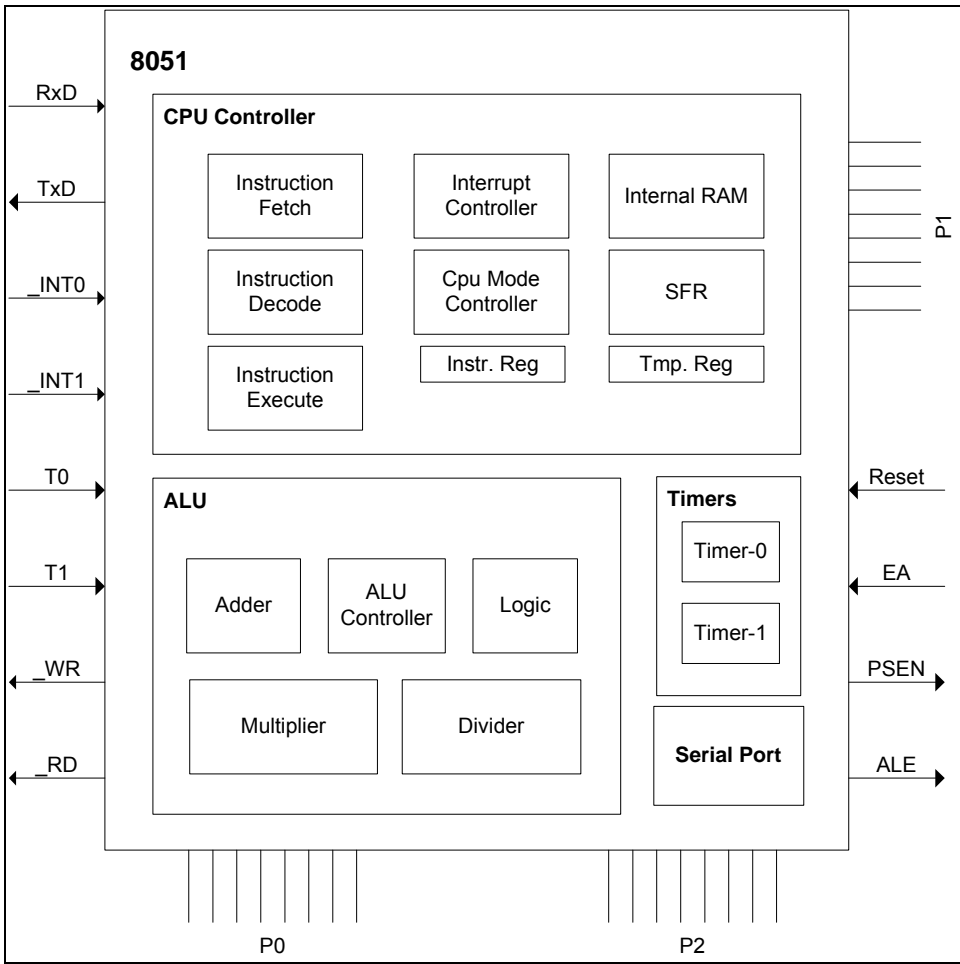 8051
RxD
TxD
_INT0
_INT1
T0
T1
_WR
_RD
CPU Controller
Instruction
Fetch
Interrupt
Controller
Internal RAM
Instruction
Decode
Cpu Mode
Controller
SFR
Instruction
Execute
Instr. Reg
Tmp. Reg
ALU
Adder
ALU
Controller
Logic
Multiplier
Divider
Timers
Timer-0
Timer-1
Serial Port
P1
Reset
EA
PSEN
ALE
P0
P2